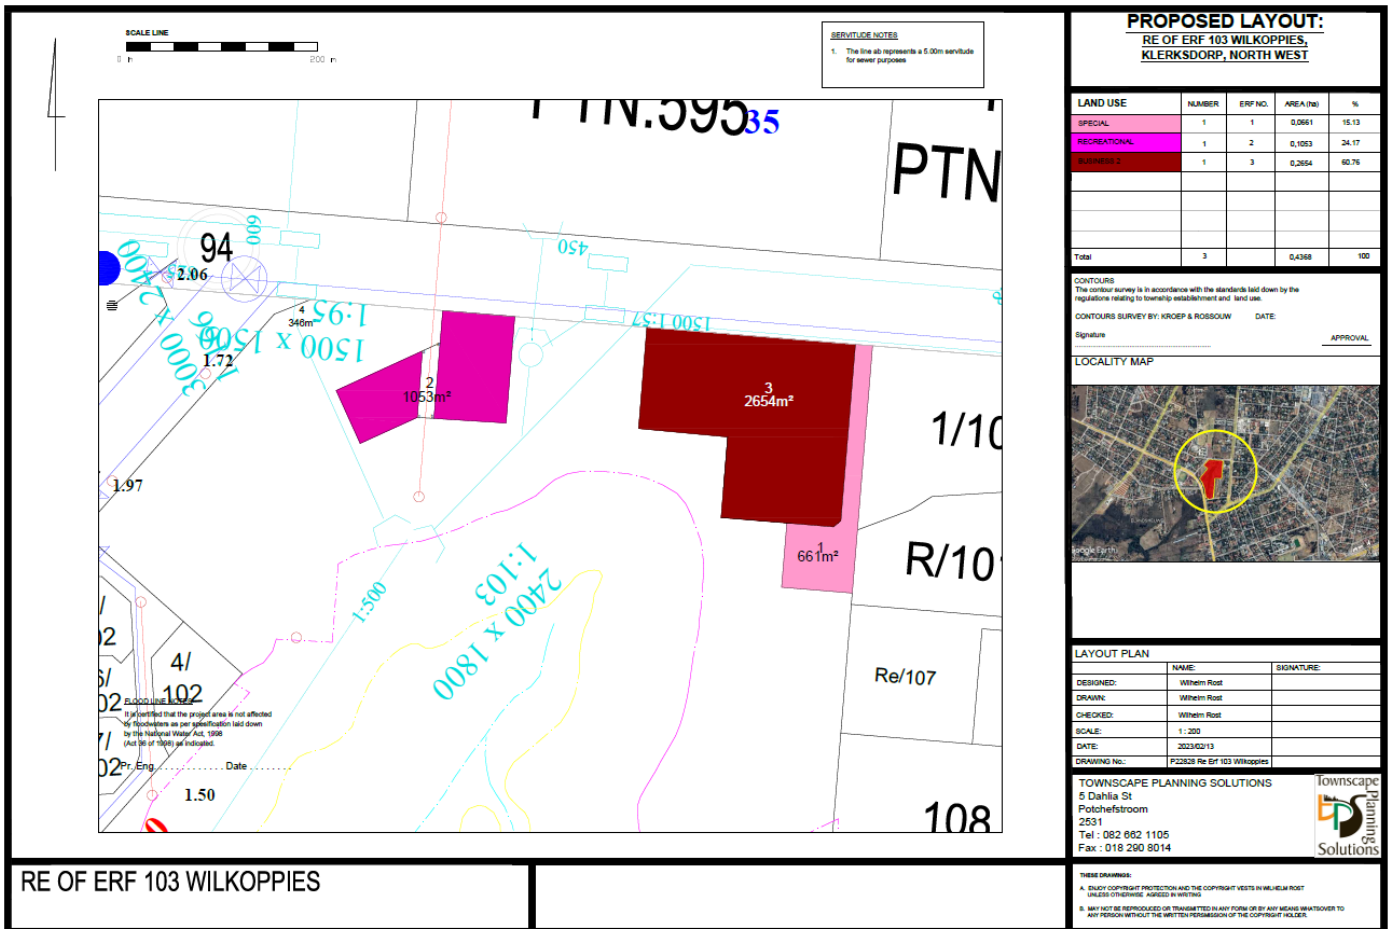 SCALE LINE
0 m
200 m
SERVITUDE NOTES
1. The line ab represents a 5.00m servitude
for sewer purposes
PTN.595
35
PTN
94
600
450
2.06
2400
3000 x
4
346m²
1:95
1500 x 1500
1500 1:57
1.72
2
1053m²
3
2654m²
1/10
1.97
1
661m²
R/10
1:103
2400 x 1800
1:500
4/
102
02
Re/107
FLOOD LINE NOTES
It is certified that the project area is not affected
by floodwaters as per specification laid down
by the National Water Act, 1998
(Act 36 of 1998) as indicated.
Pr. Eng. .............. Date ...........
1.50
108
PROPOSED LAYOUT:
RE OF ERF 103 WILKOPPIES,
KLERKSDORP, NORTH WEST
LAND USE NUMBER ERF NO. AREA (ha) %
SPECIAL 1 1 0,0661 15.13
RECREATIONAL 1 2 0,1053 24.17
BUSINESS 2 1 3 0,2654 60.76
Total 3 0,4368 100
CONTOURS
The contour survey is in accordance with the standards laid down by the
regulations relating to township establishment and land use.
CONTOURS SURVEY BY: KROEP & ROSSOUW DATE:
Signature
APPROVAL
LOCALITY MAP
Google Earth
LAYOUT PLAN
NAME: SIGNATURE:
DESIGNED: Wilhelm Rost
DRAWN: Wilhelm Rost
CHECKED: Wilhelm Rost
SCALE: 1 : 200
DATE: 2023/02/13
DRAWING No.: P22828 Re Erf 103 Wilkoppies
TOWNSCAPE PLANNING SOLUTIONS
5 Dahlia St
Potchefstroom
2531
Tel : 082 662 1105
Fax : 018 290 8014
Townscape
Planning
Solutions
THESE DRAWINGS:
A. ENJOY COPYRIGHT PROTECTION AND THE COPYRIGHT VESTS IN WILHELM ROST
UNLESS OTHERWISE AGREED IN WRITING
B. MAY NOT BE REPRODUCED OR TRANSMITTED IN ANY FORM OR BY ANY MEANS WHATSOEVER TO
ANY PERSON WITHOUT THE WRITTEN PERSMISSION OF THE COPYRIGHT HOLDER.
RE OF ERF 103 WILKOPPIES